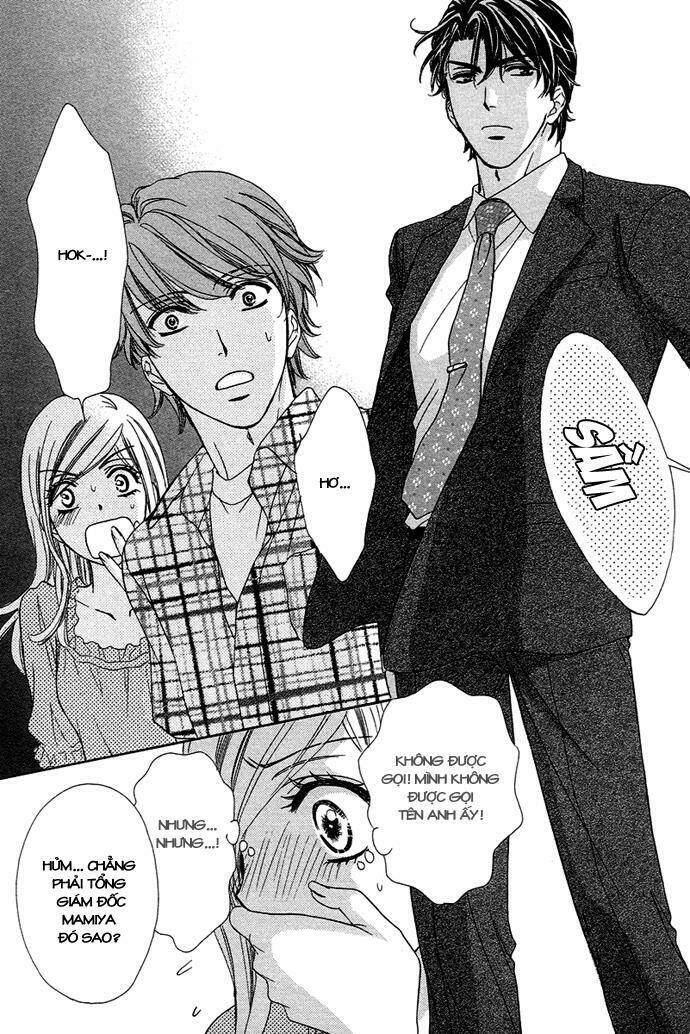 HOK-...!
HƠ...
SẦM
KHÔNG ĐƯỢC
GỌI! MÌNH KHÔNG
ĐƯỢC GỌI
TÊN ANH ẤY!
NHƯNG...
NHƯNG...!
HỬM... CHẲNG
PHẢI TỔNG
GIÁM ĐỐC
MAMIYA
ĐÓ SAO?